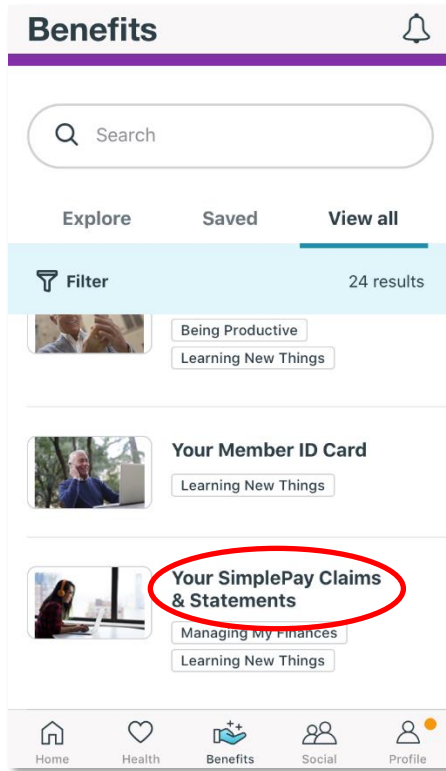 Benefits
Search
Explore Saved View all
Filter 24 results
Being Productive
Learning New Things
Your Member ID Card
Learning New Things
Your SimplePay Claims
& Statements
Managing My Finances
Learning New Things
Home Health Benefits Social Profile